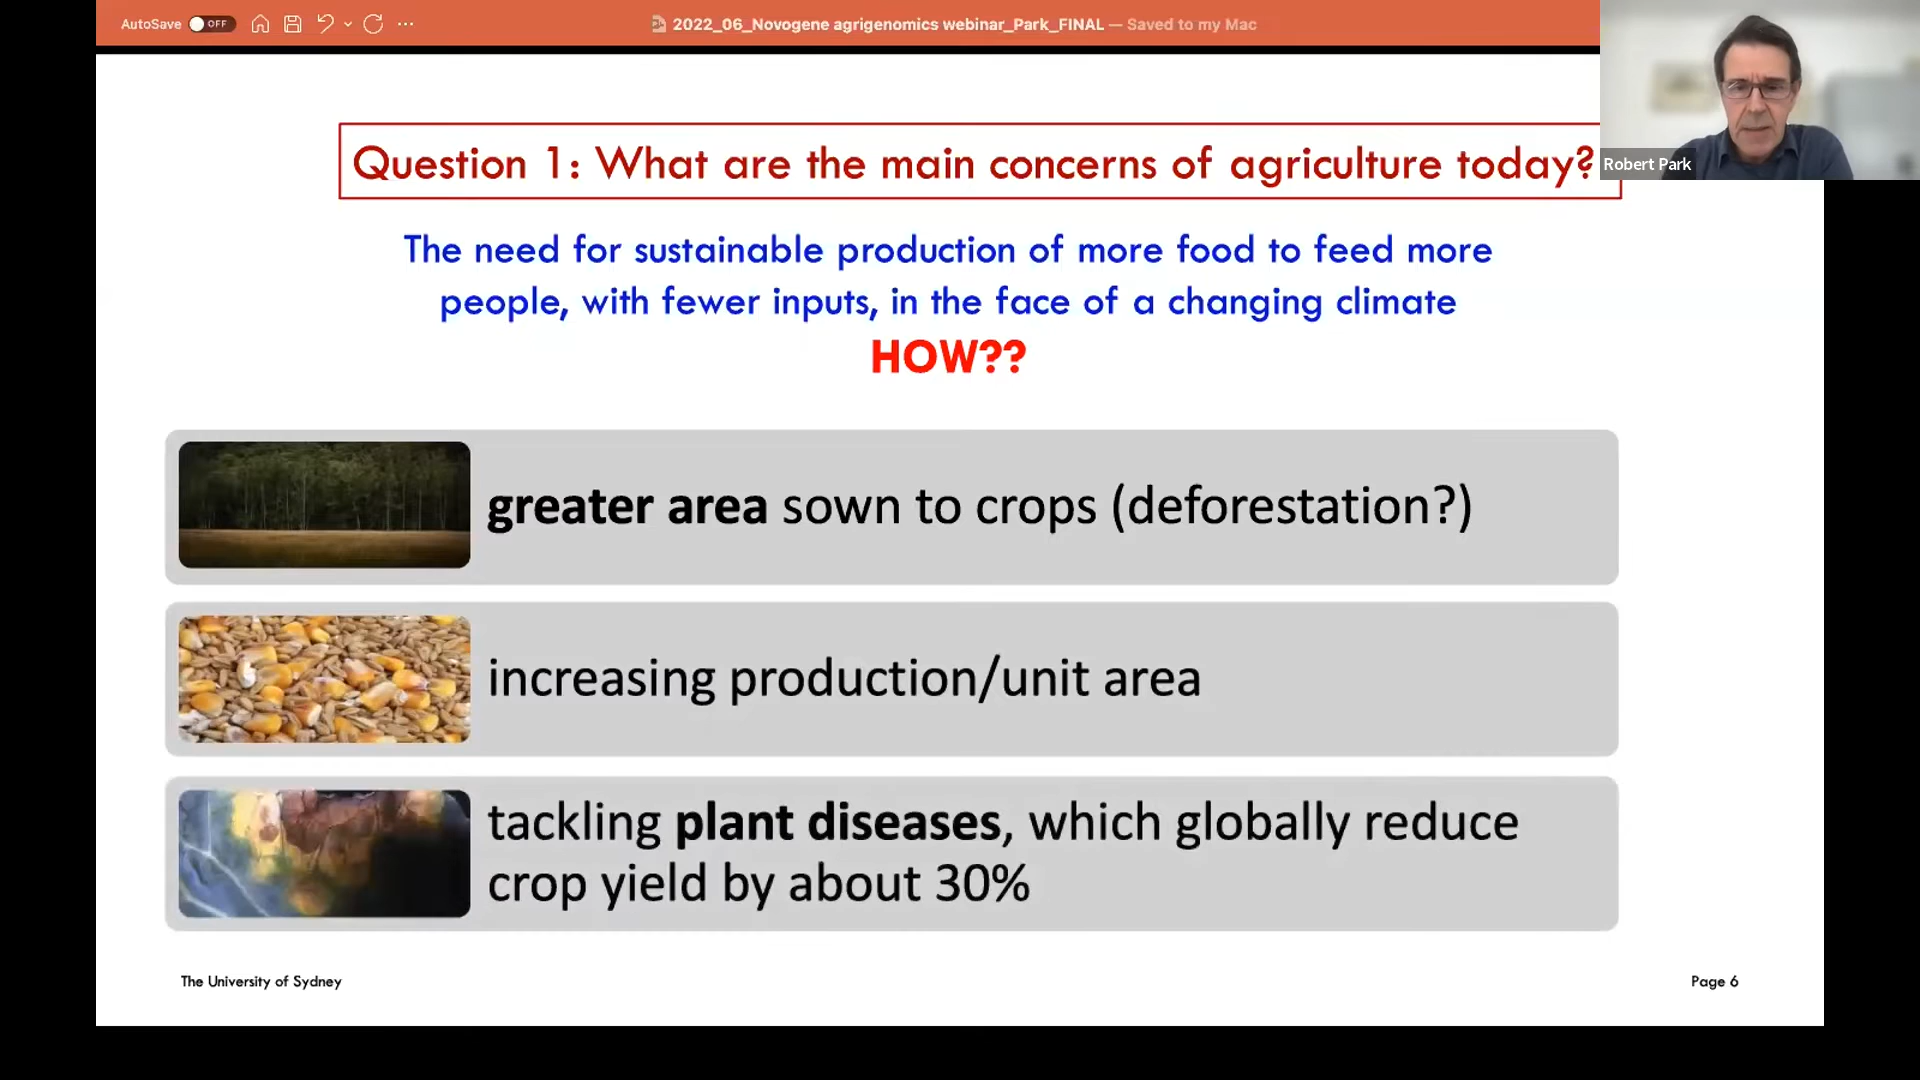 AutoSave OFF
2022_06_Novogene agrigenomics webinar_Park_FINAL — Saved to my Mac
Robert Park
Question 1: What are the main concerns of agriculture today?
The need for sustainable production of more food to feed more
people, with fewer inputs, in the face of a changing climate
HOW??
greater area sown to crops (deforestation?)
increasing production/unit area
tackling plant diseases, which globally reduce
crop yield by about 30%
The University of Sydney
Page 6